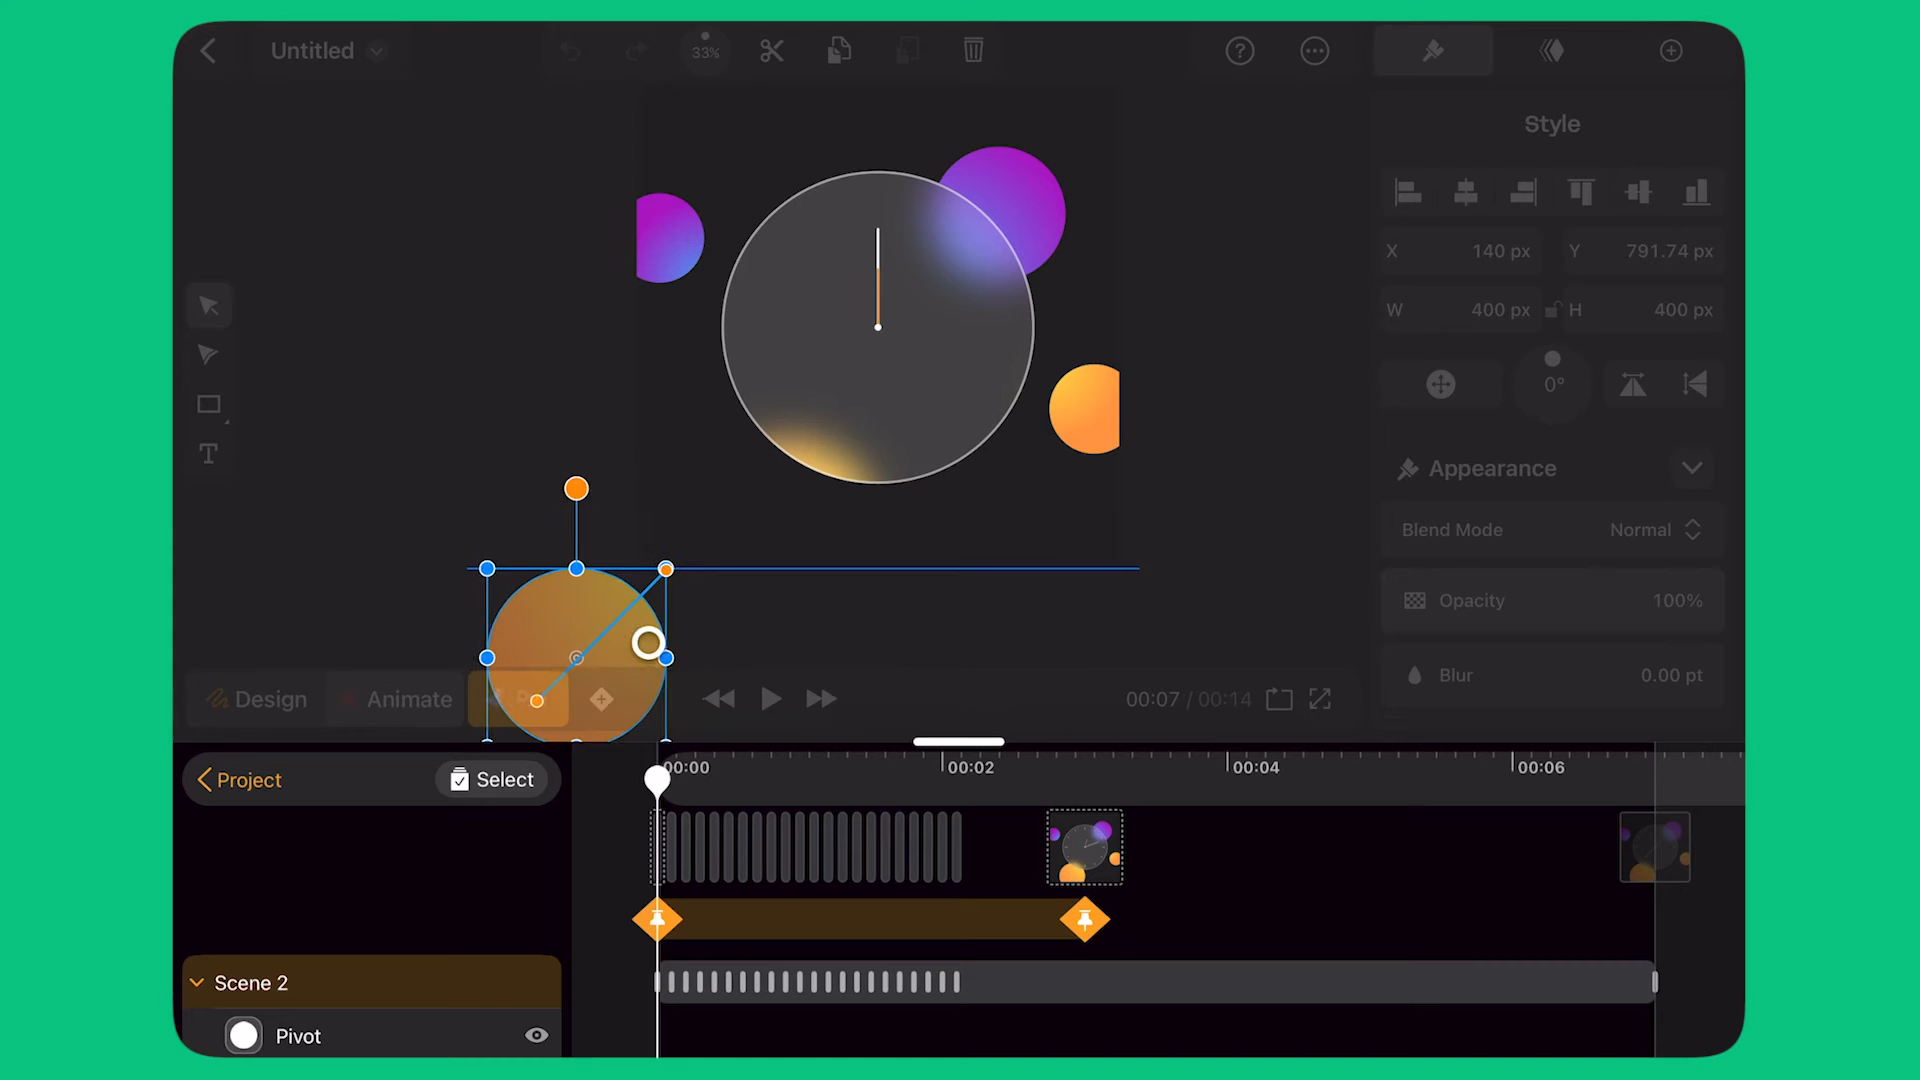 Untitled
33%
Style
X 140 px Y 791.74 px
W 400 px H 400 px
0°
Appearance
Blend Mode Normal
Opacity 100%
Blur 0.00 pt
T
Design Animate
00:07 / 00:14
Project Select
00:00 00:02 00:04 00:06
Scene 2
Pivot